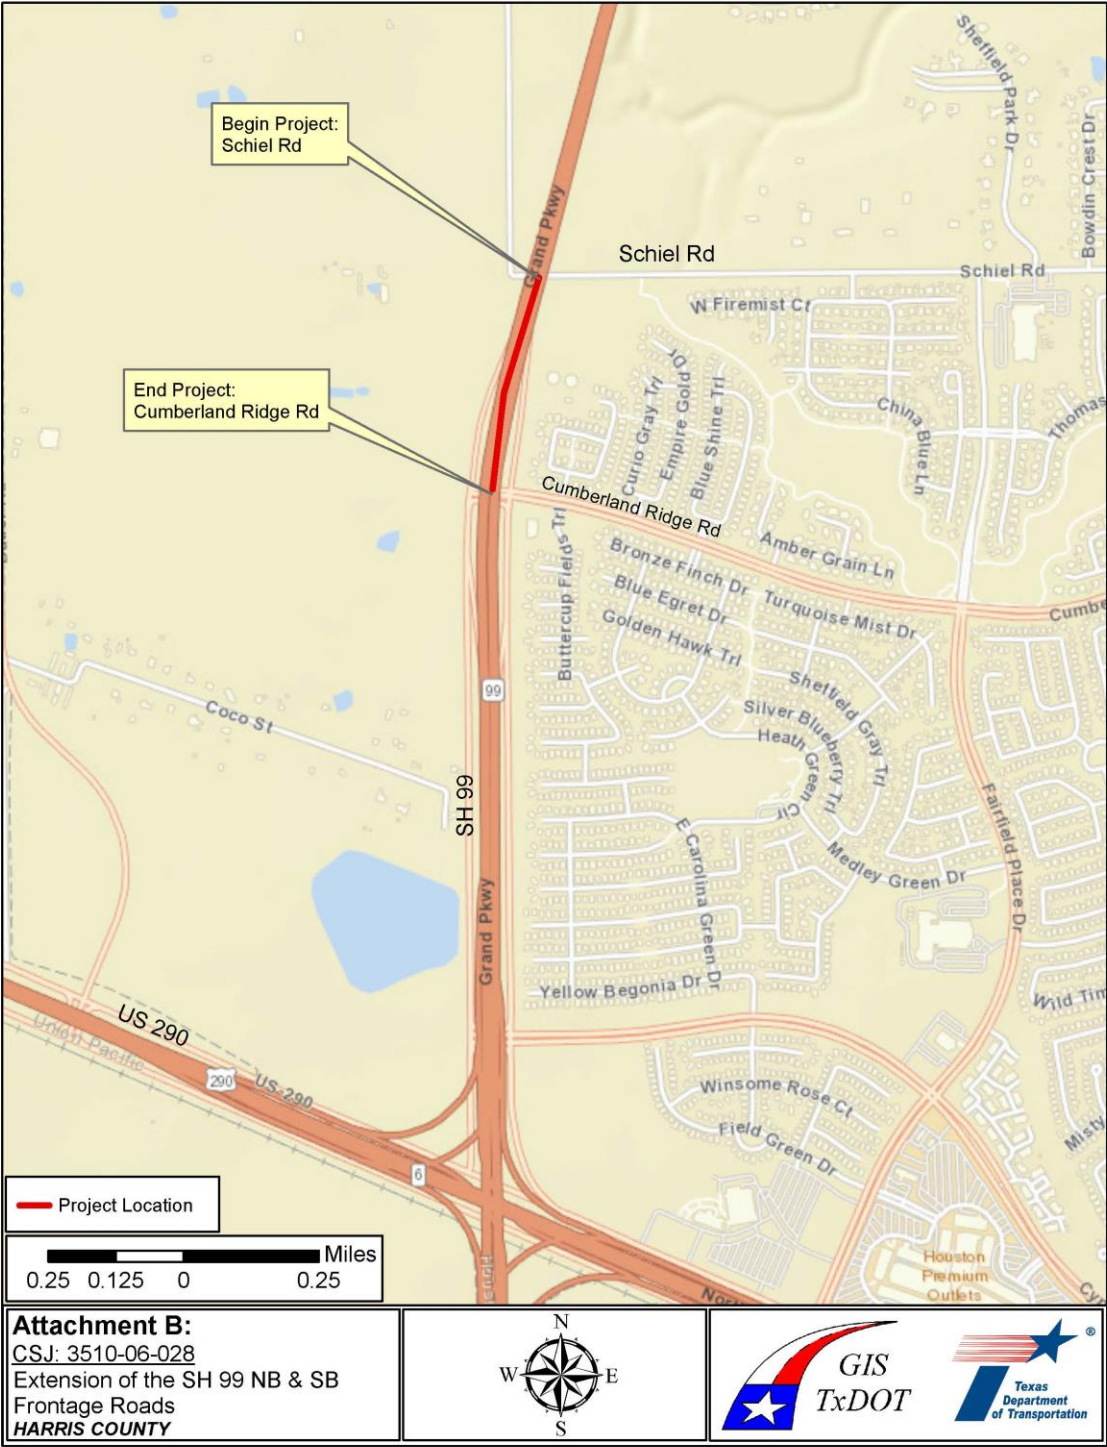 Sheffield Park Dr
Bowdin Crest Dr
Begin Project:
Schiel Rd
Grand Pkwy
Schiel Rd
Schiel Rd
W Firemist Ct
End Project:
Cumberland Ridge Rd
Curio Gray Trl
Empire Gold Dr
Blue Shine Trl
China Blue Ln
Thomas
Cumberland Ridge Rd
Amber Grain Ln
Buttercup Fields Trl
Bronze Finch Dr
Blue Egret Dr
Turquoise Mist Dr
Golden Hawk Trl
Cumbe
Sheffield Gray Trl
99
Coco St
Silver Blueberry Trl
Heath Green Cir
SH 99
E Carolina Green Dr
Medley Green Dr
Fairfield Place Dr
Grand Pkwy
Yellow Begonia Dr
Wild Tim
US 290
Union Pacific
290
US-290
Winsome Rose Ct
Misty
Field Green Dr
6
Project Location
Miles
0.25 0.125 0 0.25
Houston
Premium
Outlets
Nor
Cyp
Attachment B:
CSJ: 3510-06-028
Extension of the SH 99 NB & SB
Frontage Roads
HARRIS COUNTY
N
W E
S
GIS
TxDOT
®
Texas
Department
of Transportation